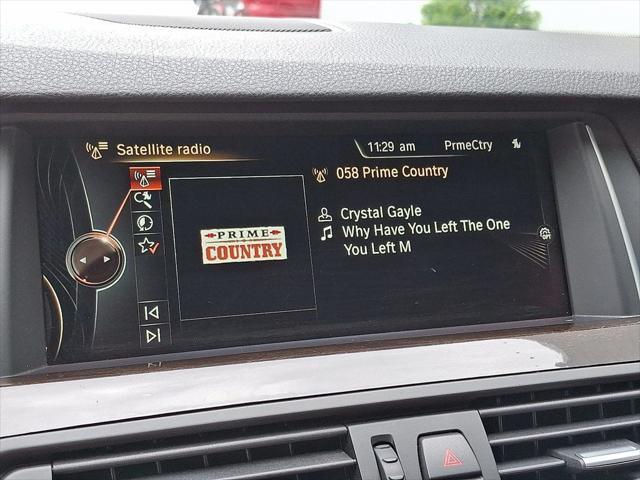 Satellite radio
11:29 am
PrmeCtry
058 Prime Country
PRIME
COUNTRY
Crystal Gayle
Why Have You Left The One
You Left M